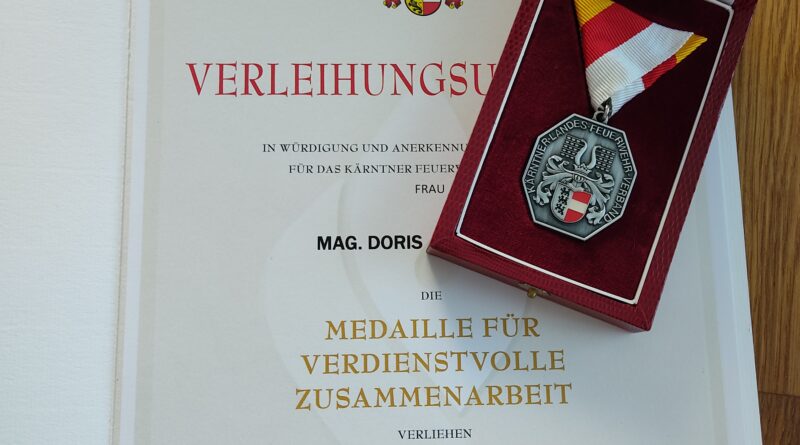 VERLEIHUNGSU
IN WÜRDIGUNG UND ANERKENNU
FÜR DAS KÄRNTNER FEUERW
FRAU
MAG. DORIS
DIE
MEDAILLE FÜR
VERDIENSTVOLLE
ZUSAMMENARBEIT
VERLIEHEN
KÄRNTNER-LANDES-FEUERWEHR VERBAND